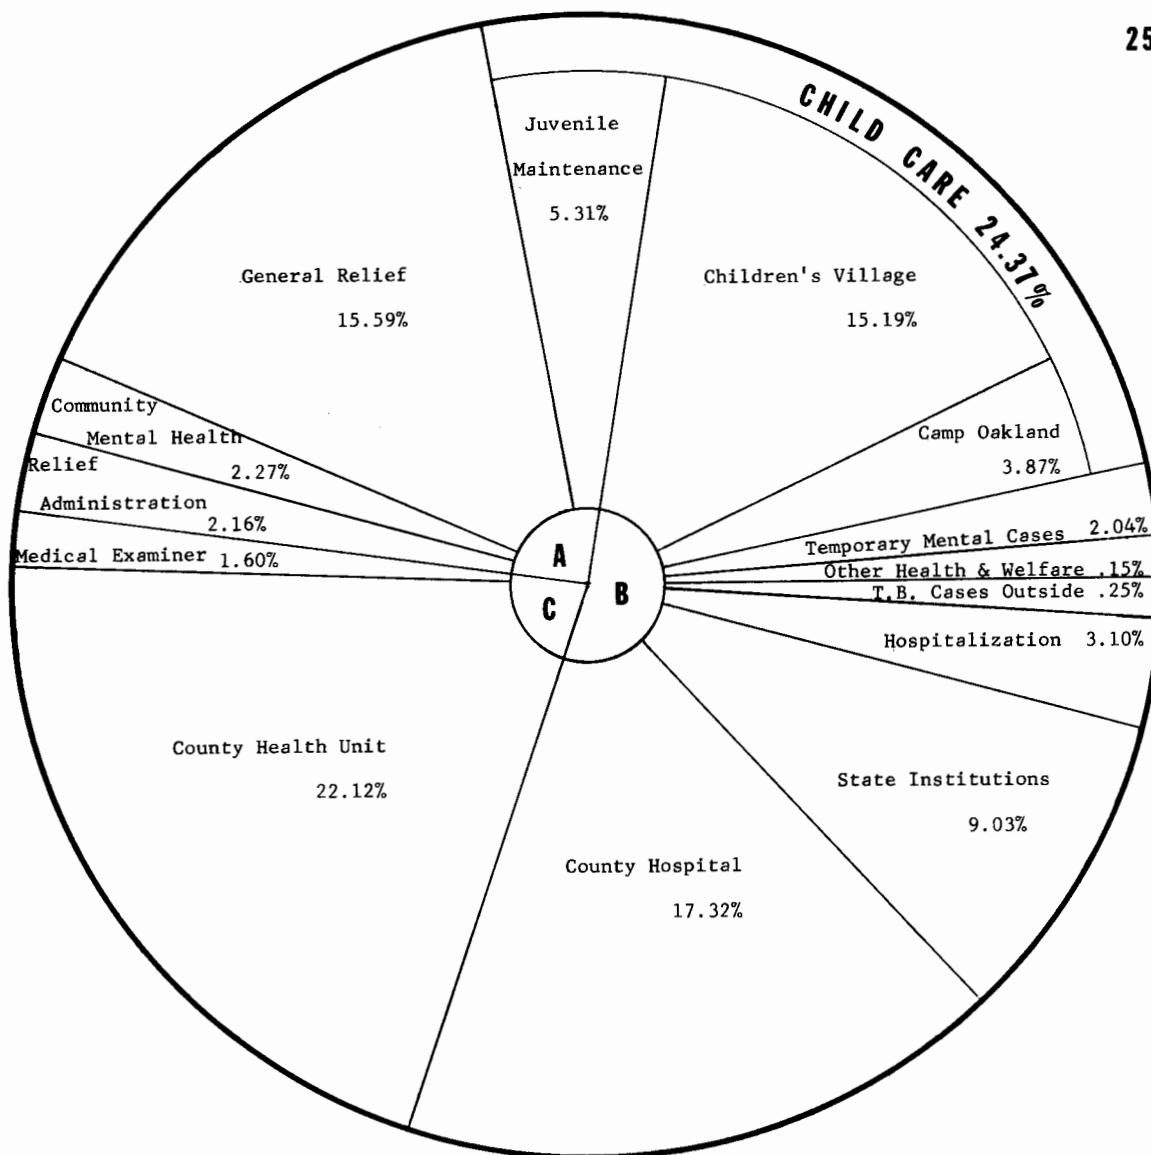 25
CHILD CARE 24.37%
Juvenile
Maintenance
5.31%
Children's Village
15.19%
General Relief
15.59%
Camp Oakland
3.87%
Community
Mental Health
2.27%
Relief
Administration
2.16%
Medical Examiner 1.60%
Temporary Mental Cases 2.04%
Other Health & Welfare .15%
T.B. Cases Outside .25%
Hospitalization 3.10%
A
B
C
County Health Unit
22.12%
State Institutions
9.03%
County Hospital
17.32%